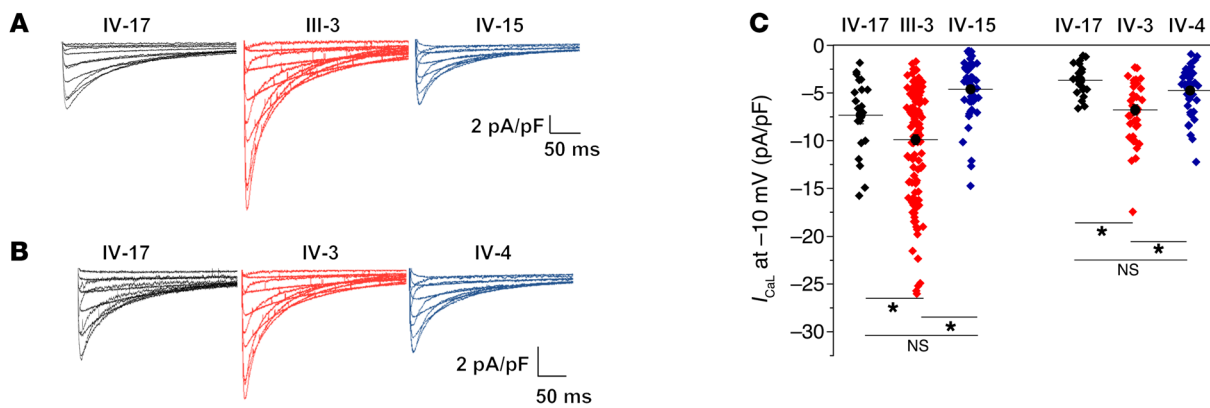 A
IV-17 III-3 IV-15
2 pA/pF
50 ms
B
IV-17 IV-3 IV-4
2 pA/pF
50 ms
C
IV-17 III-3 IV-15 IV-17 IV-3 IV-4
I CaL at –10 mV (pA/pF)
0
–5
–10
–15
–20
–25
–30
* *
NS
* *
NS